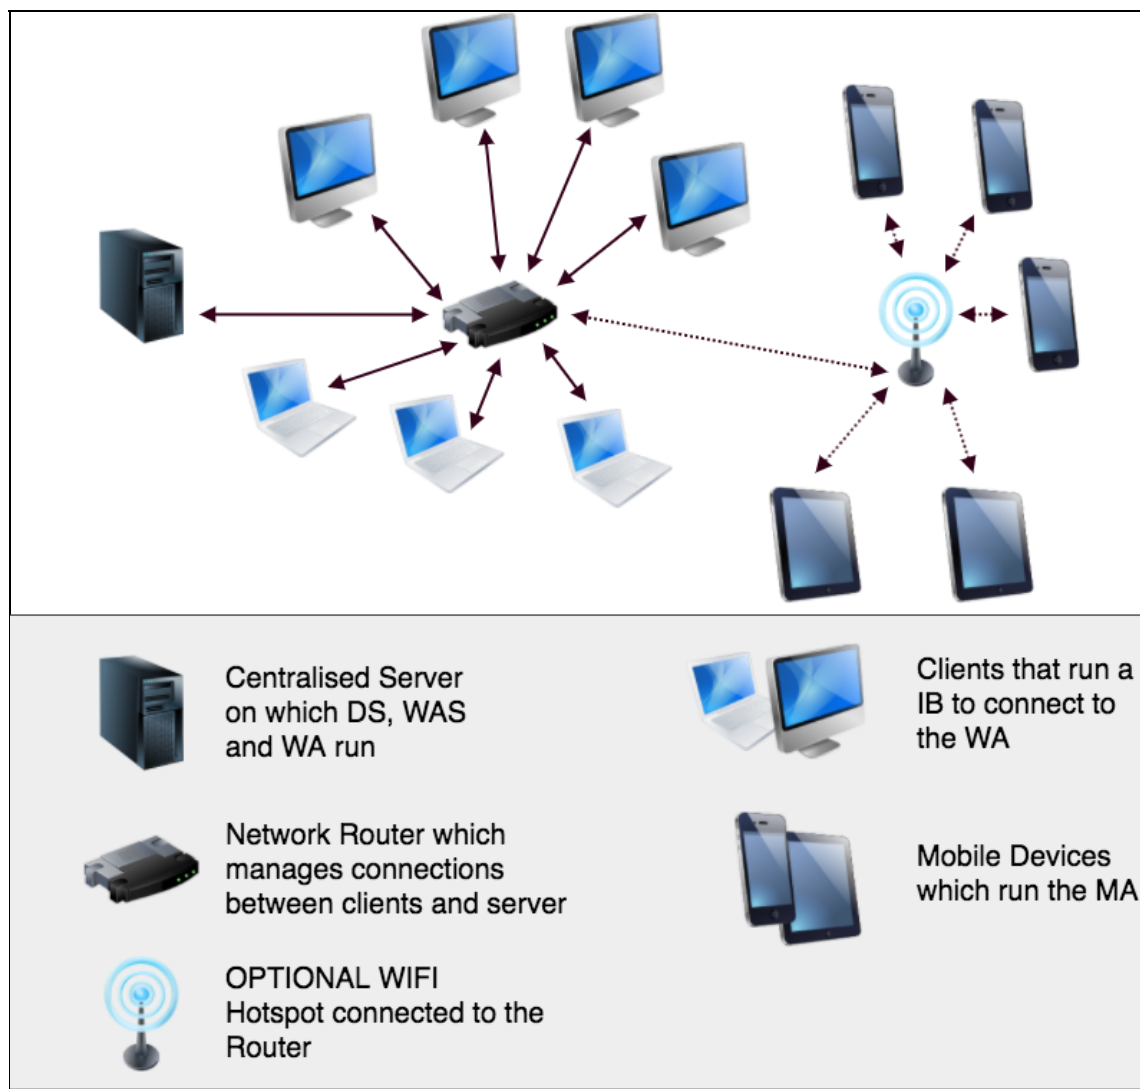 Centralised Server
on which DS, WAS
and WA run
Clients that run a
IB to connect to
the WA
Network Router which
manages connections
between clients and server
Mobile Devices
which run the MA
OPTIONAL WIFI
Hotspot connected to the
Router